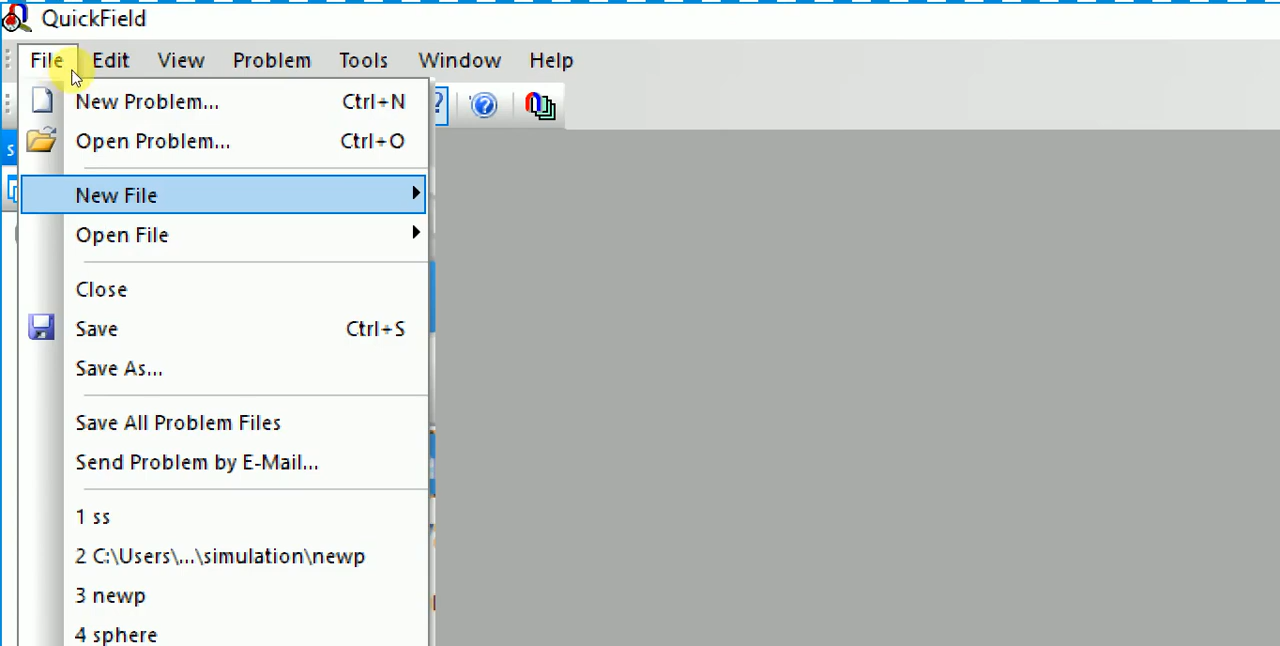 QuickField
File Edit View Problem Tools Window Help
New Problem... Ctrl+N
Open Problem... Ctrl+O
New File
Open File
Close
Save Ctrl+S
Save As...
Save All Problem Files
Send Problem by E-Mail...
1 ss
2 C:\Users\...\simulation\newp
3 newp
4 sphere